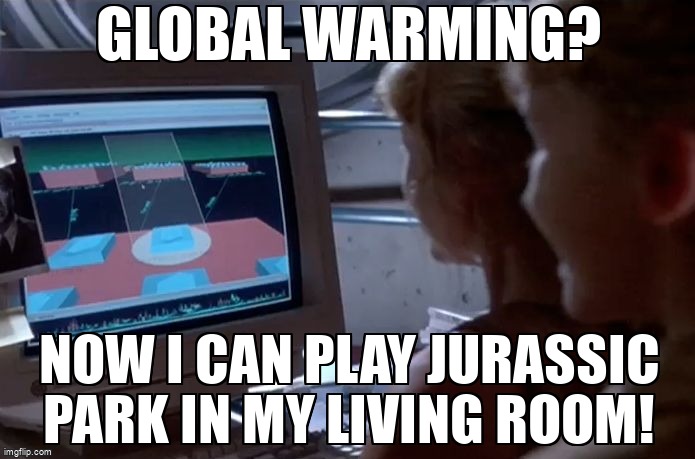 GLOBAL WARMING?
NOW I CAN PLAY JURASSIC
PARK IN MY LIVING ROOM!
imgflip.com